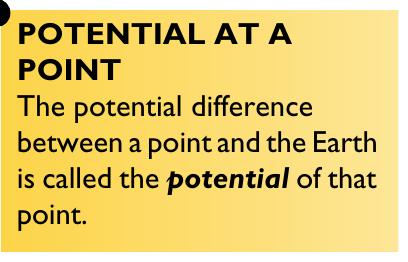 POTENTIAL AT A
POINT
The potential difference
between a point and the Earth
is called the potential of that
point.